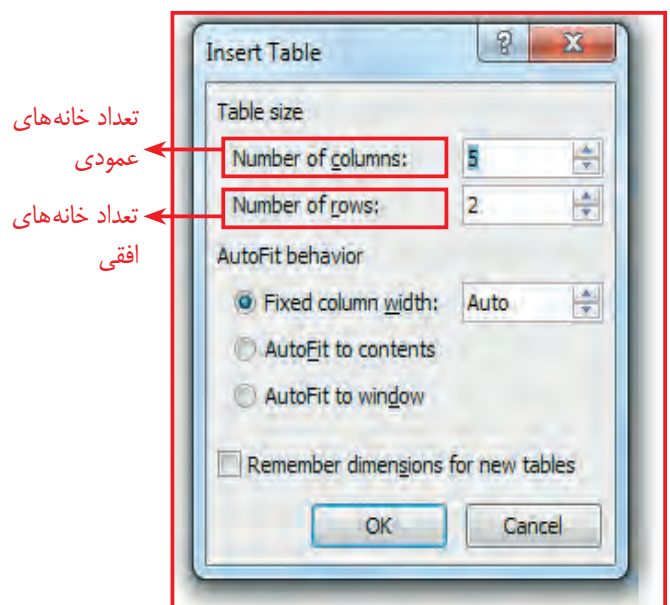 Insert Table
Table size
تعداد خانه‌های
عمودی
Number of columns: 5
تعداد خانه‌های
افقی
Number of rows: 2
AutoFit behavior
Fixed column width: Auto
AutoFit to contents
AutoFit to window
Remember dimensions for new tables
OK Cancel